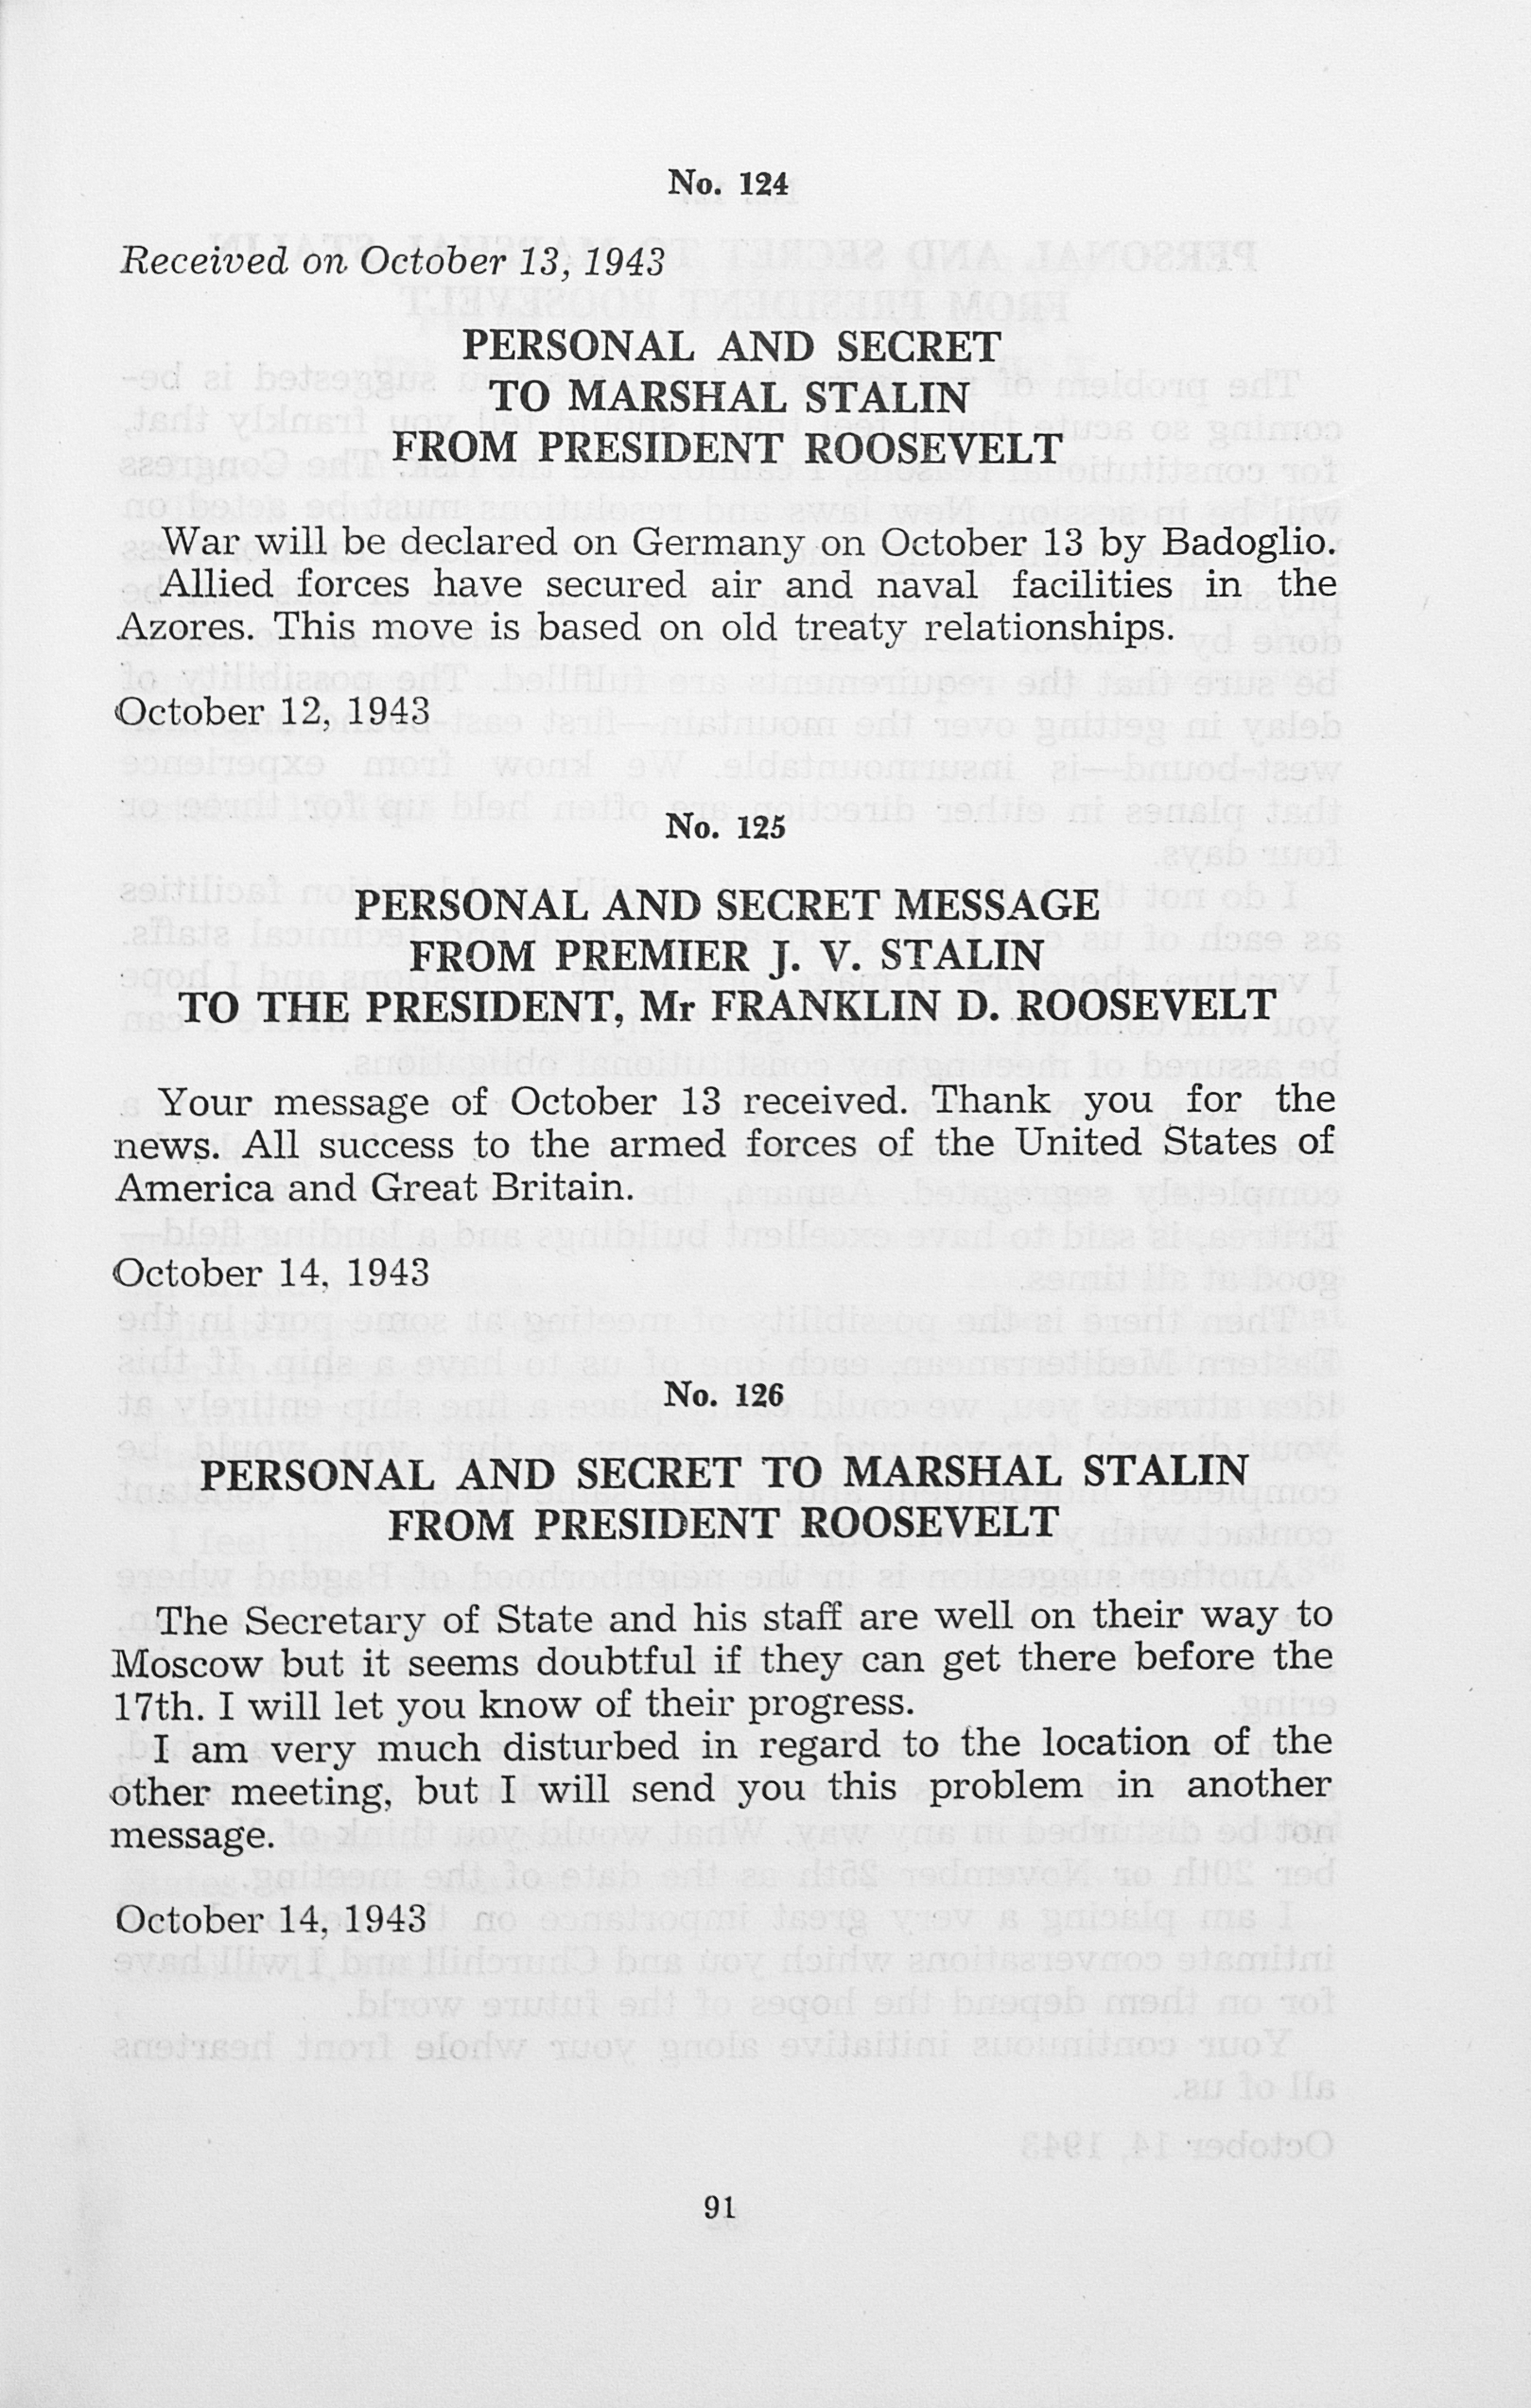 No. 124
Received on October 13, 1943
PERSONAL AND SECRET
TO MARSHAL STALIN
FROM PRESIDENT ROOSEVELT
War will be declared on Germany on October 13 by Badoglio.
Allied forces have secured air and naval facilities in the
Azores. This move is based on old treaty relationships.
October 12, 1943
No. 125
PERSONAL AND SECRET MESSAGE
FROM PREMIER J. V. STALIN
TO THE PRESIDENT, Mr FRANKLIN D. ROOSEVELT
Your message of October 13 received. Thank you for the
news. All success to the armed forces of the United States of
America and Great Britain.
October 14, 1943
No. 126
PERSONAL AND SECRET TO MARSHAL STALIN
FROM PRESIDENT ROOSEVELT
The Secretary of State and his staff are well on their way to
Moscow but it seems doubtful if they can get there before the
17th. I will let you know of their progress.
I am very much disturbed in regard to the location of the
other meeting, but I will send you this problem in another
message.
October 14, 1943
91